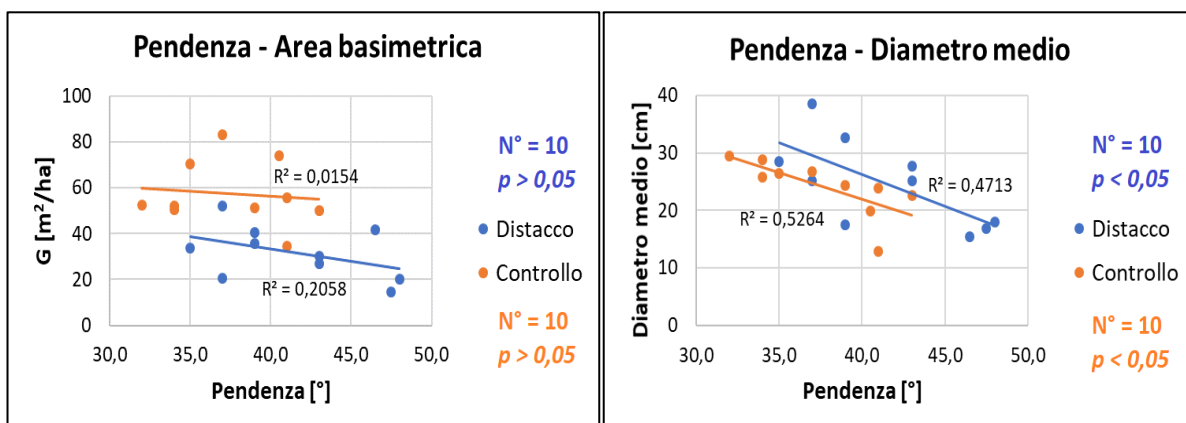 Pendenza - Area basimetrica
G [m²/ha]
100
80
60
40
20
0
R² = 0,0154
R² = 0,2058
30,0 35,0 40,0 45,0 50,0
Pendenza [°]
N° = 10
p > 0,05
Distacco
Controllo
N° = 10
p > 0,05
Pendenza - Diametro medio
Diametro medio [cm]
40
30
20
10
0
R² = 0,4713
R² = 0,5264
30,0 35,0 40,0 45,0 50,0
Pendenza [°]
N° = 10
p < 0,05
Distacco
Controllo
N° = 10
p < 0,05